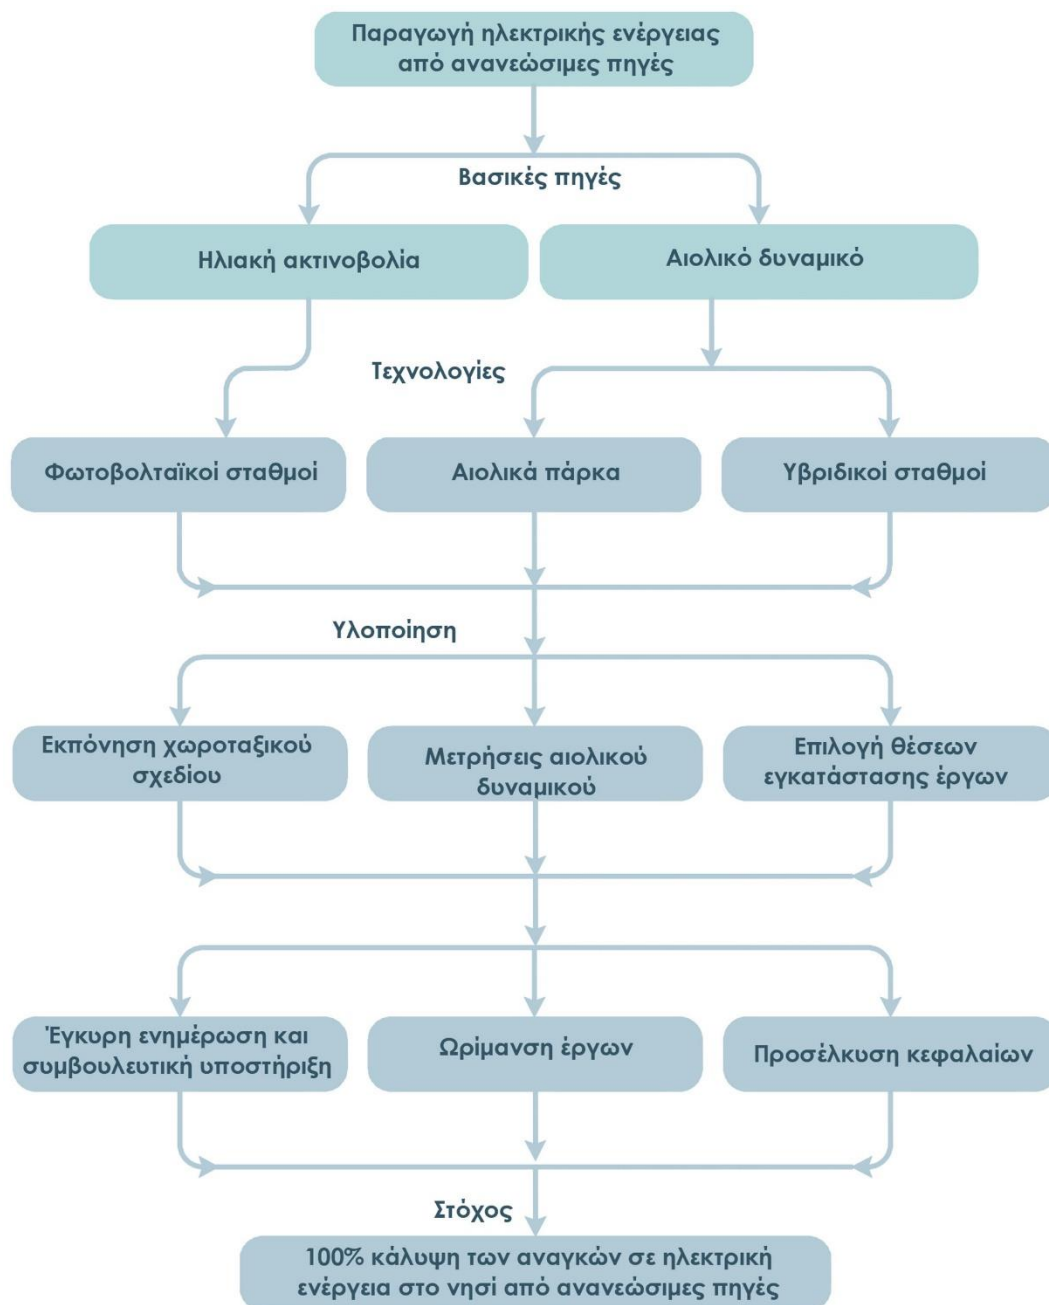 Παραγωγή ηλεκτρικής ενέργειας
από ανανεώσιμες πηγές
Βασικές πηγές
Ηλιακή ακτινοβολία
Αιολικό δυναμικό
Τεχνολογίες
Φωτοβολταϊκοί σταθμοί
Αιολικά πάρκα
Υβριδικοί σταθμοί
Υλοποίηση
Εκπόνηση χωροταξικού
σχεδίου
Μετρήσεις αιολικού
δυναμικού
Επιλογή θέσεων
εγκατάστασης έργων
Έγκυρη ενημέρωση και
συμβουλευτική υποστήριξη
Ωρίμανση έργων
Προσέλκυση κεφαλαίων
Στόχος
100% κάλυψη των αναγκών σε ηλεκτρική
ενέργεια στο νησί από ανανεώσιμες πηγές